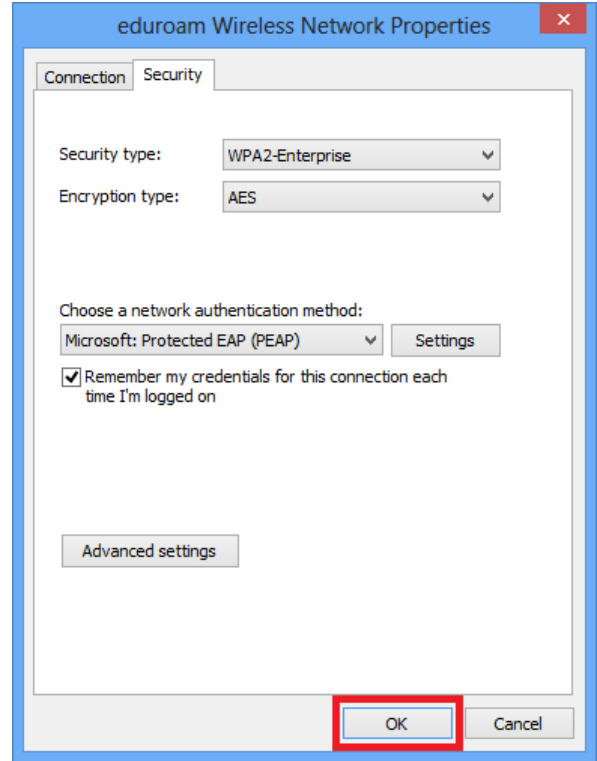 eduroam Wireless Network Properties
Connection Security
Security type: WPA2-Enterprise
Encryption type: AES
Choose a network authentication method:
Microsoft: Protected EAP (PEAP) Settings
Remember my credentials for this connection each
time I'm logged on
Advanced settings
OK Cancel